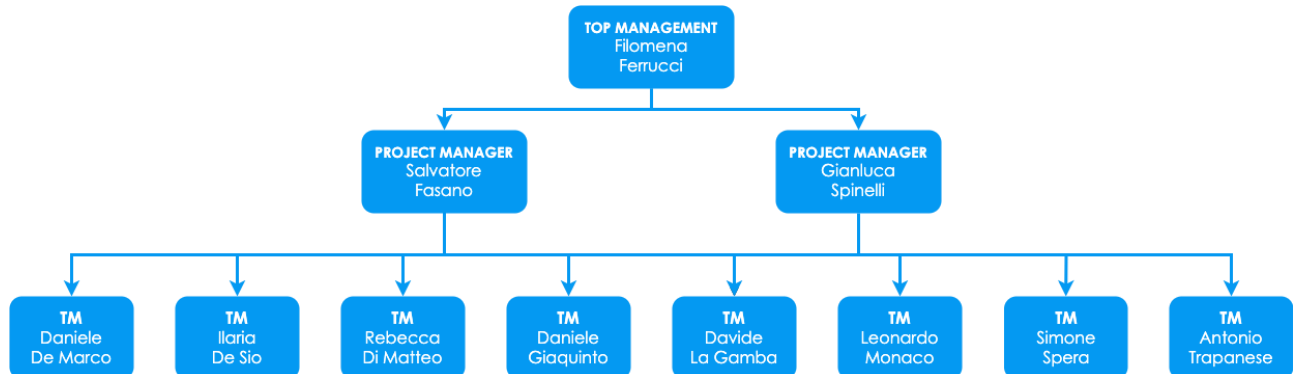 TOP MANAGEMENT
Filomena
Ferrucci
PROJECT MANAGER
Salvatore
Fasano
PROJECT MANAGER
Gianluca
Spinelli
TM
Daniele
De Marco
TM
Ilaria
De Sio
TM
Rebecca
Di Matteo
TM
Daniele
Giaquinto
TM
Davide
La Gamba
TM
Leonardo
Monaco
TM
Simone
Spera
TM
Antonio
Trapanese